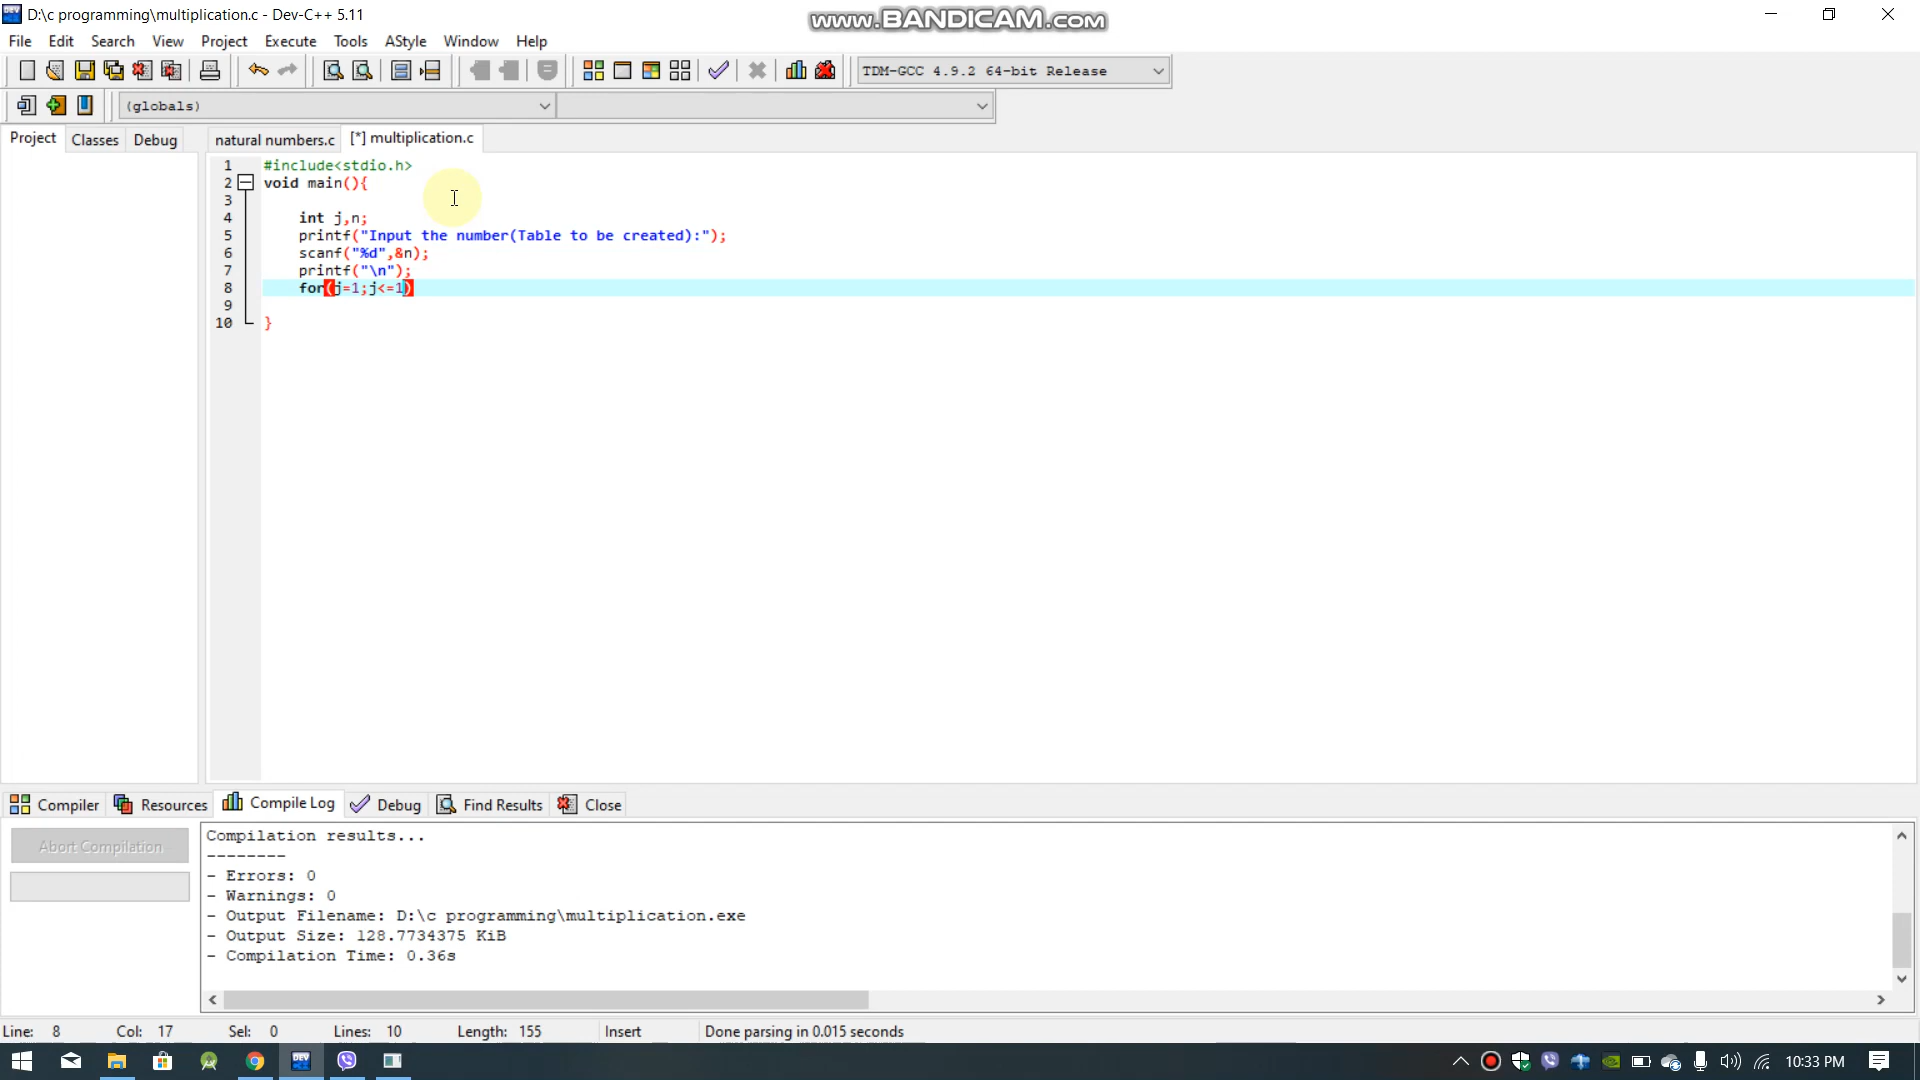 D:\c programming\multiplication.c - Dev-C++ 5.11
www.BANDICAM.com
File Edit Search View Project Execute Tools AStyle Window Help
TDM-GCC 4.9.2 64-bit Release
(globals)
Project Classes Debug natural numbers.c [*] multiplication.c
1 #include<stdio.h>
2 void main(){
3
4 int j,n;
5 printf("Input the number(Table to be created):");
6 scanf("%d",&n);
7 printf("\n");
8 for(j=1;j<=1)
9
10 }
Compiler Resources Compile Log Debug Find Results Close
Abort Compilation
Compilation results...
--------
- Errors: 0
- Warnings: 0
- Output Filename: D:\c programming\multiplication.exe
- Output Size: 128.7734375 KiB
- Compilation Time: 0.36s
Line: 8 Col: 17 Sel: 0 Lines: 10 Length: 155 Insert Done parsing in 0.015 seconds
DEV 10:33 PM